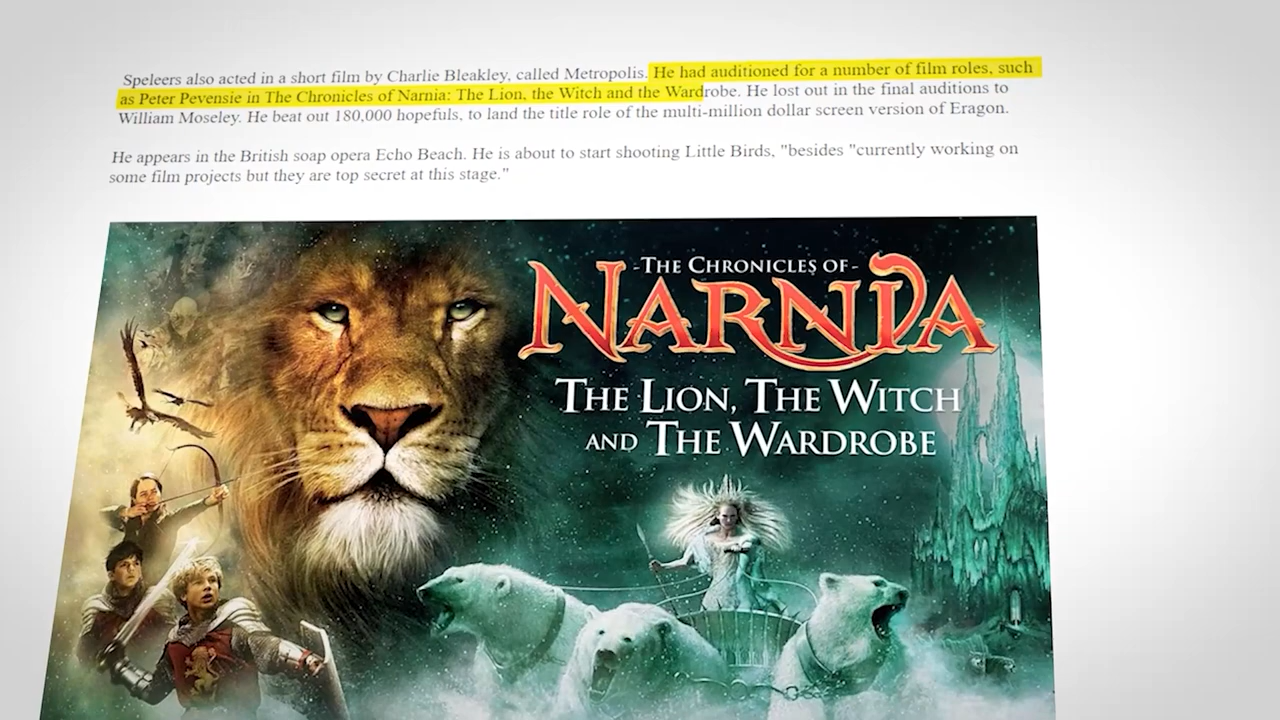 Speleers also acted in a short film by Charlie Bleakley, called Metropolis. He had auditioned for a number of film roles, such
as Peter Pevensie in The Chronicles of Narnia: The Lion, the Witch and the Wardrobe. He lost out in the final auditions to
William Moseley. He beat out 180,000 hopefuls, to land the title role of the multi-million dollar screen version of Eragon.
He appears in the British soap opera Echo Beach. He is about to start shooting Little Birds, "besides "currently working on
some film projects but they are top secret at this stage."
-THE CHRONICLES OF-
NARNIA
THE LION, THE WITCH
AND THE WARDROBE